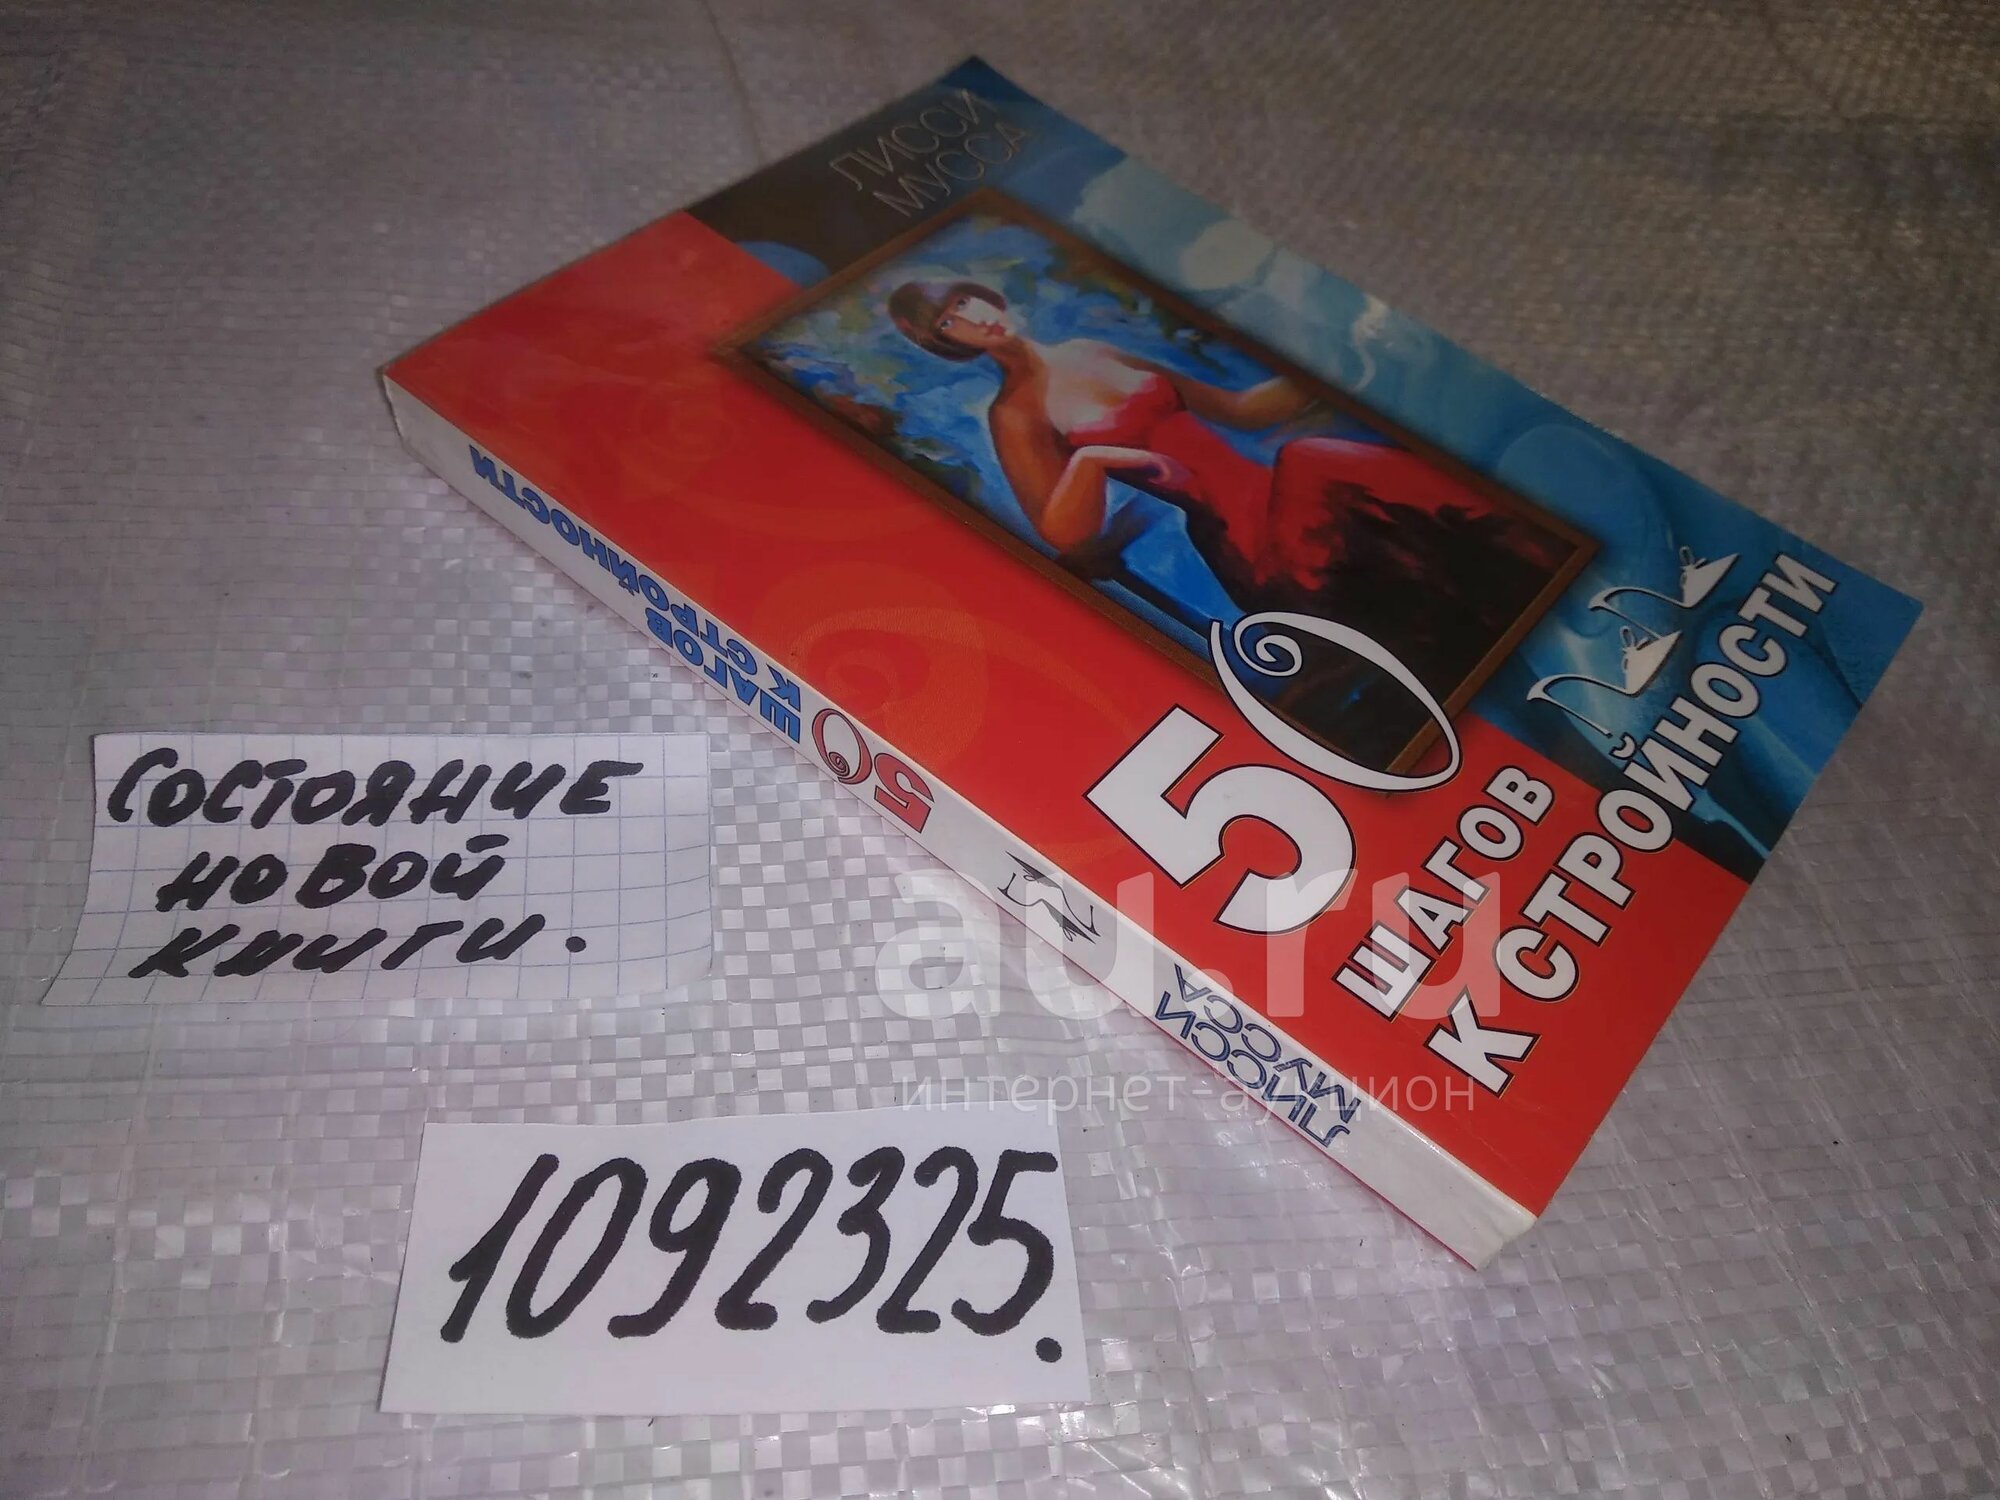 ЛИССИ
МУССА
50
ШАГОВ
К СТРОЙНОСТИ
ЛИССИ
МУССА
50
ШАГОВ
К СТРОЙНОСТИ
СОСТОЯНИЕ
НОВОЙ
КНИГИ.
1092325.
au.ru
интернет-аукцион